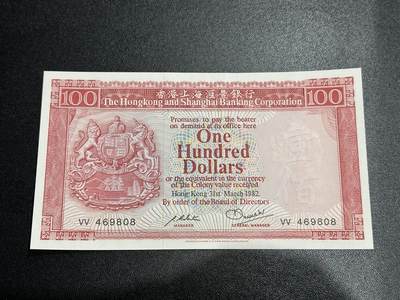 100 香港上海滙豐銀行 100
The Hongkong and Shanghai Banking Corporation
Promises to pay the bearer
on demand at its office here
One
Hundred
Dollars
or the equivalent in the currency
of the Colony value received
Hong Kong 31st March 1982
By order of the Board of Directors
MANAGER
GENERAL MANAGER
VV 469808 VV 469808